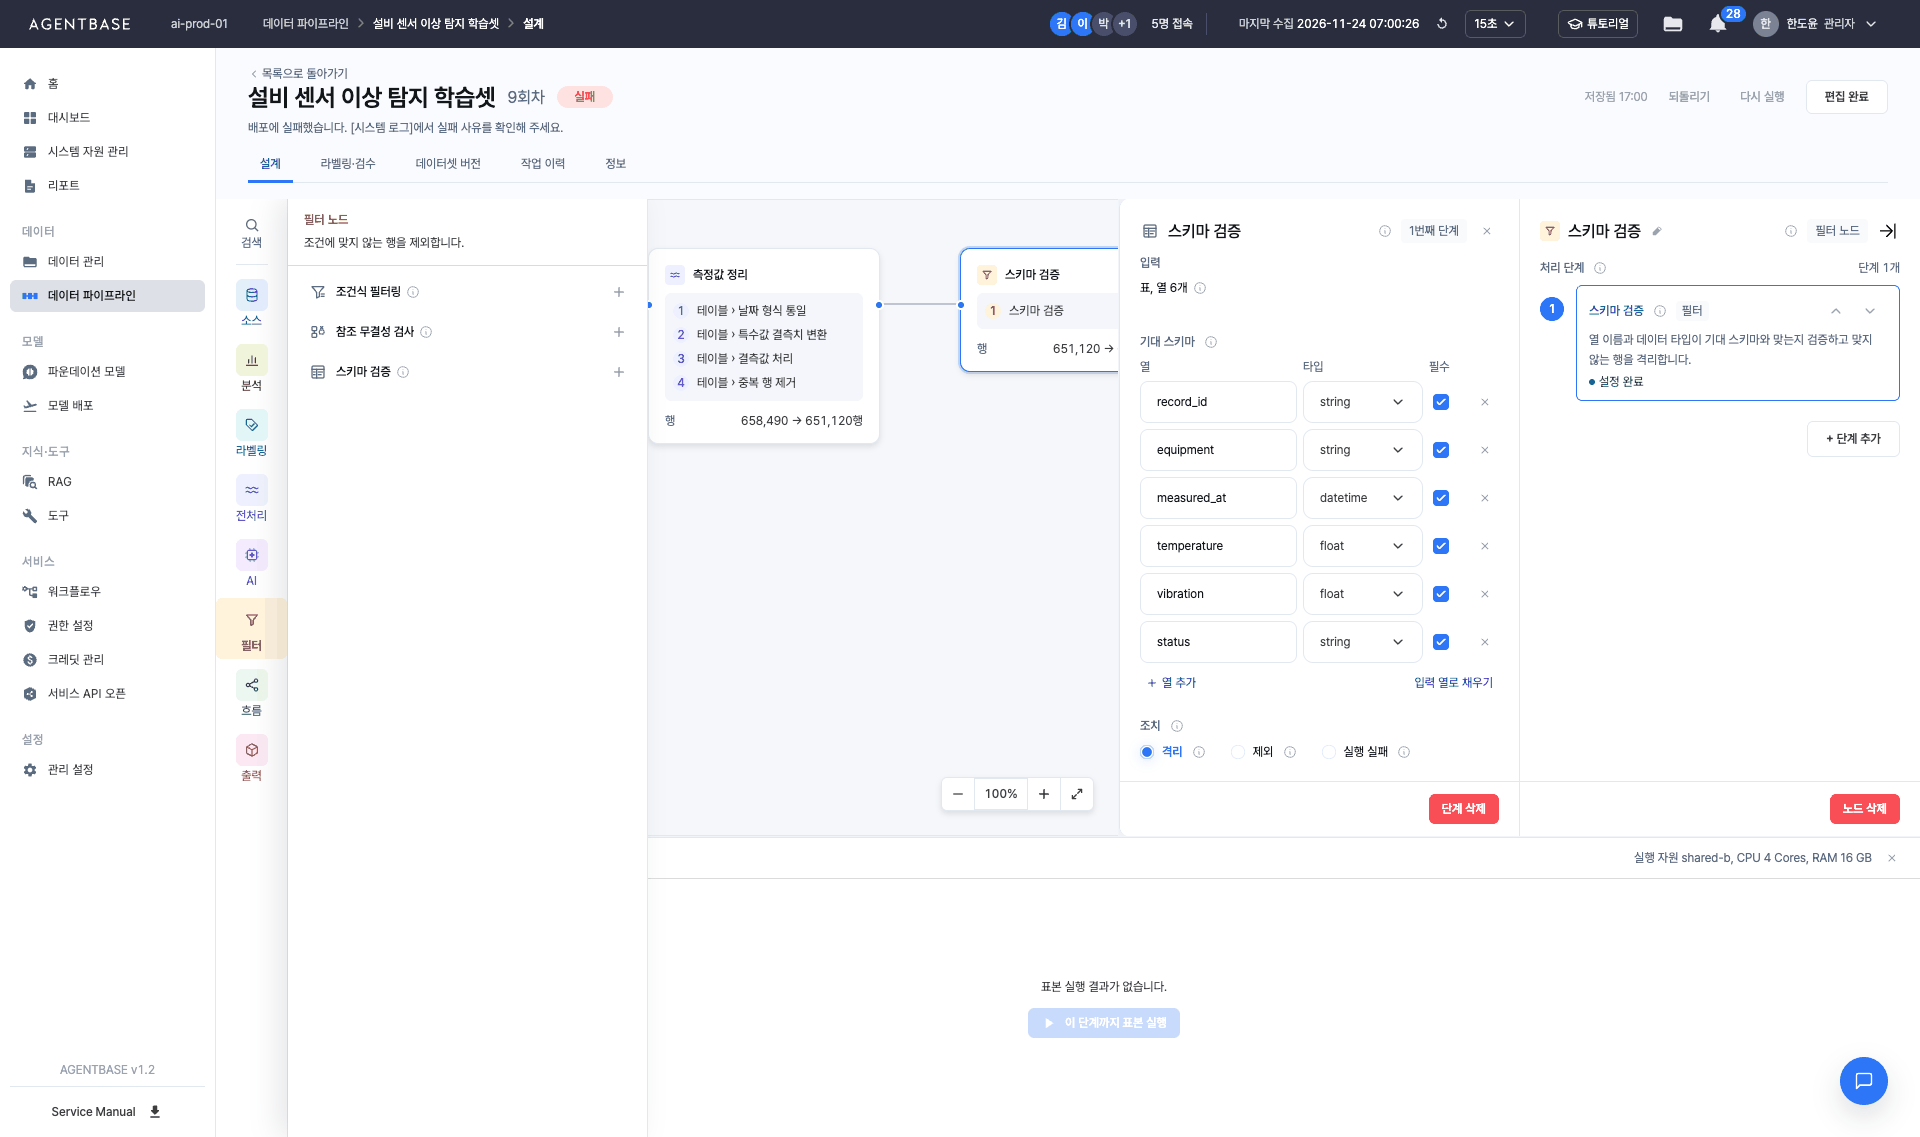 AGENTBASE
ai-prod-01
데이터 파이프라인 > 설비 센서 이상 탐지 학습셋 > 설계
김 이 박 +1 5명 접속
마지막 수집 2026-11-24 07:00:26
15초
튜토리얼
28
한 한도윤 관리자
홈
대시보드
시스템 자원 관리
리포트
데이터
데이터 관리
데이터 파이프라인
모델
파운데이션 모델
모델 배포
지식·도구
RAG
도구
서비스
워크플로우
권한 설정
크레딧 관리
서비스 API 오픈
설정
관리 설정
AGENTBASE v1.2
Service Manual
목록으로 돌아가기
설비 센서 이상 탐지 학습셋 9회차 실패
배포에 실패했습니다. [시스템 로그]에서 실패 사유를 확인해 주세요.
저장됨 17:00
되돌리기
다시 실행
편집 완료
설계
라벨링·검수
데이터셋 버전
작업 이력
정보
검색
소스
분석
라벨링
전처리
AI
필터
흐름
출력
필터 노드
조건에 맞지 않는 행을 제외합니다.
조건식 필터링
참조 무결성 검사
스키마 검증
측정값 정리
1 테이블 › 날짜 형식 통일
2 테이블 › 특수값 결측치 변환
3 테이블 › 결측값 처리
4 테이블 › 중복 행 제거
행 658,490 → 651,120행
스키마 검증
1 스키마 검증
행 651,120 →
100%
스키마 검증
1번째 단계
입력
표, 열 6개
기대 스키마
열 타입 필수
record_id string
equipment string
measured_at datetime
temperature float
vibration float
status string
+ 열 추가
입력 열로 채우기
조치
격리
제외
실행 실패
단계 삭제
스키마 검증
필터 노드
처리 단계
단계 1개
1
스키마 검증 필터
열 이름과 데이터 타입이 기대 스키마와 맞는지 검증하고 맞지
않는 행을 격리합니다.
설정 완료
+ 단계 추가
노드 삭제
실행 자원 shared-b, CPU 4 Cores, RAM 16 GB
표본 실행 결과가 없습니다.
이 단계까지 표본 실행